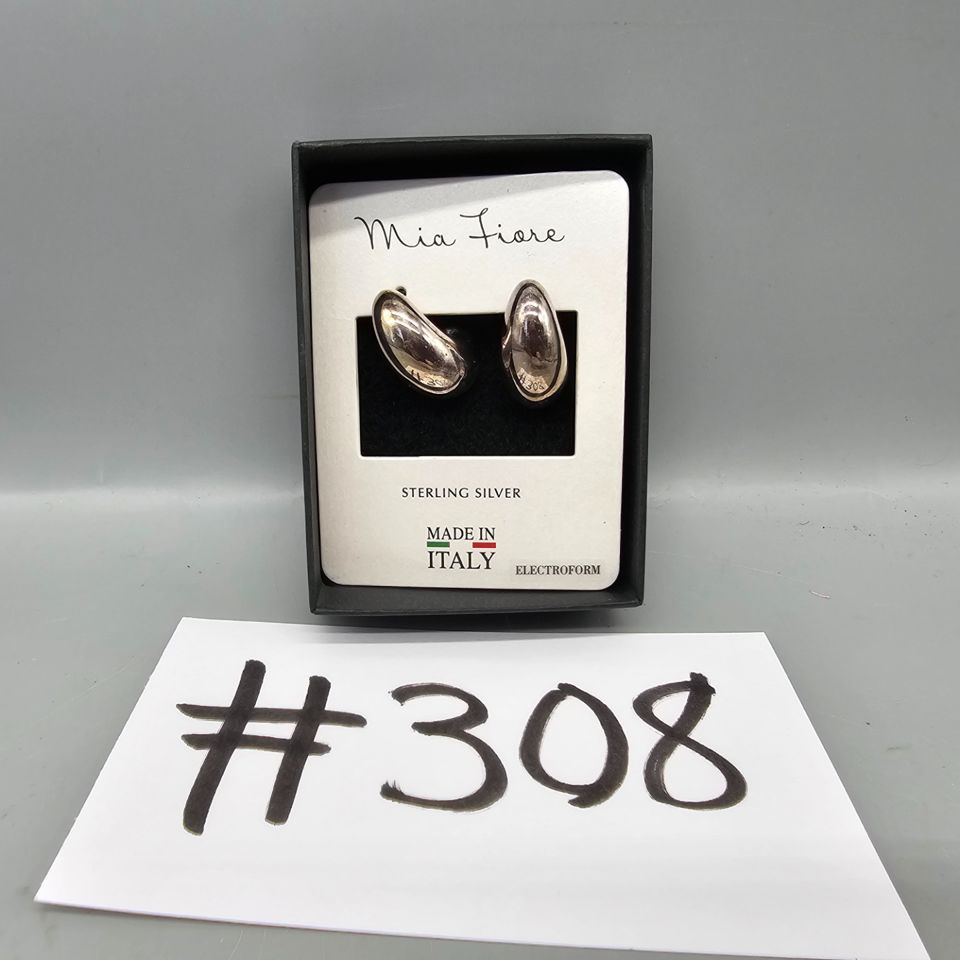 Mia Fiore
STERLING SILVER
MADE IN
ITALY
ELECTROFORM
#308